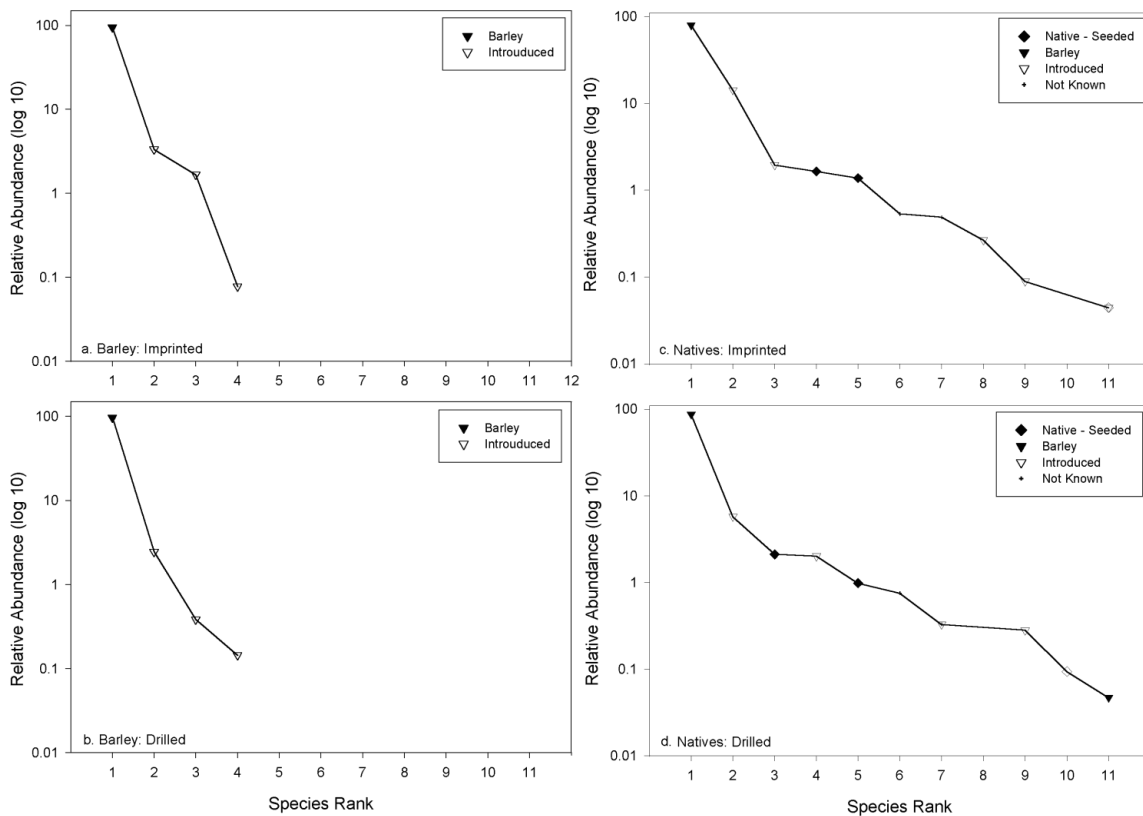 Relative Abundance (log 10)
100
10
1
0.1
0.01
Barley
Introuduced
a. Barley: Imprinted
1 2 3 4 5 6 7 8 9 10 11 12
Relative Abundance (log 10)
100
10
1
0.1
0.01
Native - Seeded
Barley
Introduced
Not Known
c. Natives: Imprinted
1 2 3 4 5 6 7 8 9 10 11
Relative Abundance (log 10)
100
10
1
0.1
0.01
Barley
Introuduced
b. Barley: Drilled
1 2 3 4 5 6 7 8 9 10 11
Species Rank
Relative Abundance (log 10)
100
10
1
0.1
0.01
Native - Seeded
Barley
Introduced
Not Known
d. Natives: Drilled
1 2 3 4 5 6 7 8 9 10 11
Species Rank